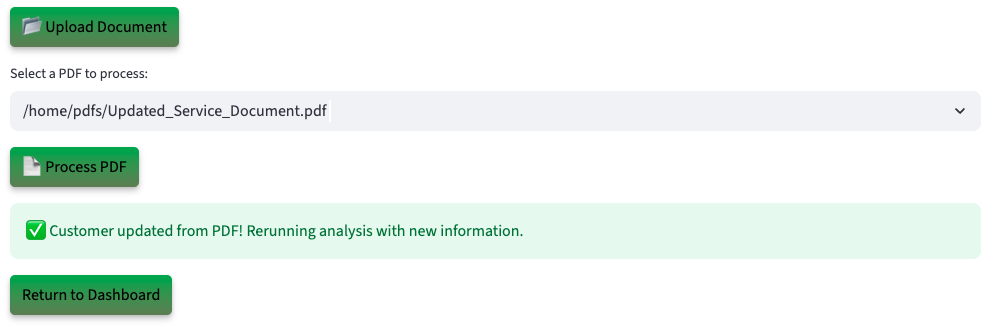 Upload Document
Select a PDF to process:
/home/pdfs/Updated_Service_Document.pdf
Process PDF
Customer updated from PDF! Rerunning analysis with new information.
Return to Dashboard